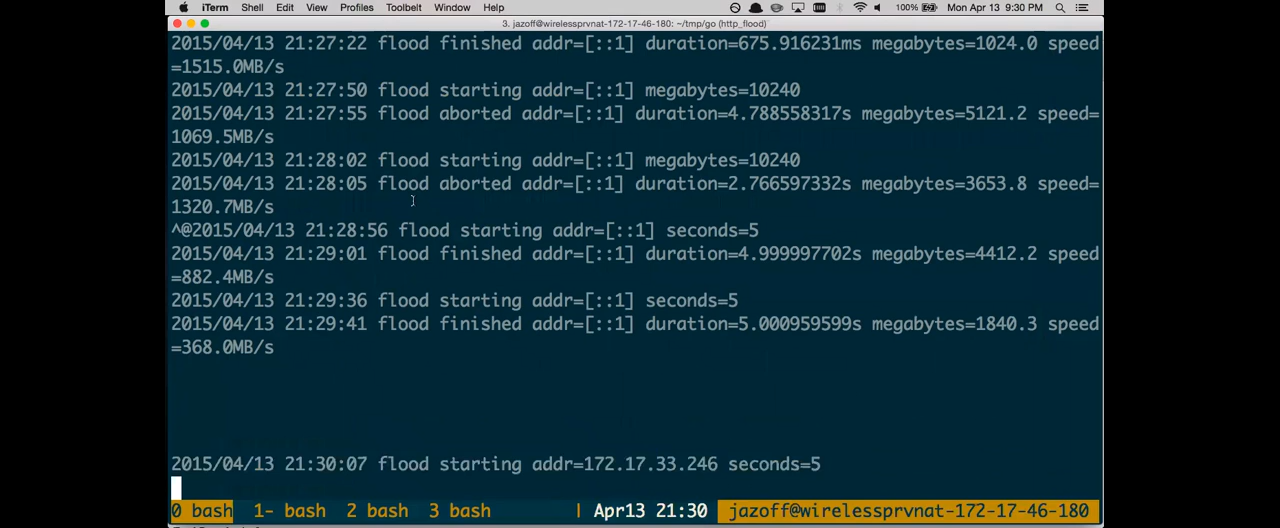 iTerm Shell Edit View Profiles Toolbelt Window Help 100% Mon Apr 13 9:30 PM
3. jazoff@wirelessprvnat-172-17-46-180: ~/tmp/go (http_flood)
2015/04/13 21:27:22 flood finished addr=[::1] duration=675.916231ms megabytes=1024.0 speed
=1515.0MB/s
2015/04/13 21:27:50 flood starting addr=[::1] megabytes=10240
2015/04/13 21:27:55 flood aborted addr=[::1] duration=4.788558317s megabytes=5121.2 speed=
1069.5MB/s
2015/04/13 21:28:02 flood starting addr=[::1] megabytes=10240
2015/04/13 21:28:05 flood aborted addr=[::1] duration=2.766597332s megabytes=3653.8 speed=
1320.7MB/s
^@2015/04/13 21:28:56 flood starting addr=[::1] seconds=5
2015/04/13 21:29:01 flood finished addr=[::1] duration=4.999997702s megabytes=4412.2 speed
=882.4MB/s
2015/04/13 21:29:36 flood starting addr=[::1] seconds=5
2015/04/13 21:29:41 flood finished addr=[::1] duration=5.000959599s megabytes=1840.3 speed
=368.0MB/s
2015/04/13 21:30:07 flood starting addr=172.17.33.246 seconds=5
0 bash 1- bash 2 bash 3 bash | Apr13 21:30 jazoff@wirelessprvnat-172-17-46-180